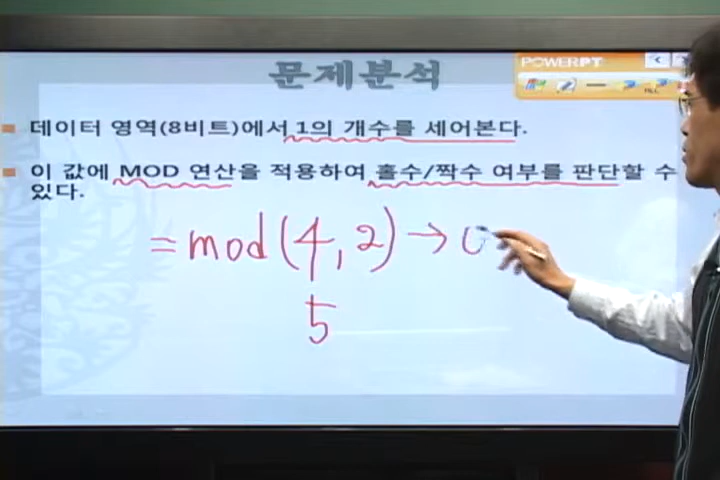 문제분석
POWERPT
데이터 영역(8비트)에서 1의 개수를 세어본다.
이 값에 MOD 연산을 적용하여 홀수/짝수 여부를 판단할 수
있다.
=mod(4,2)→0
5